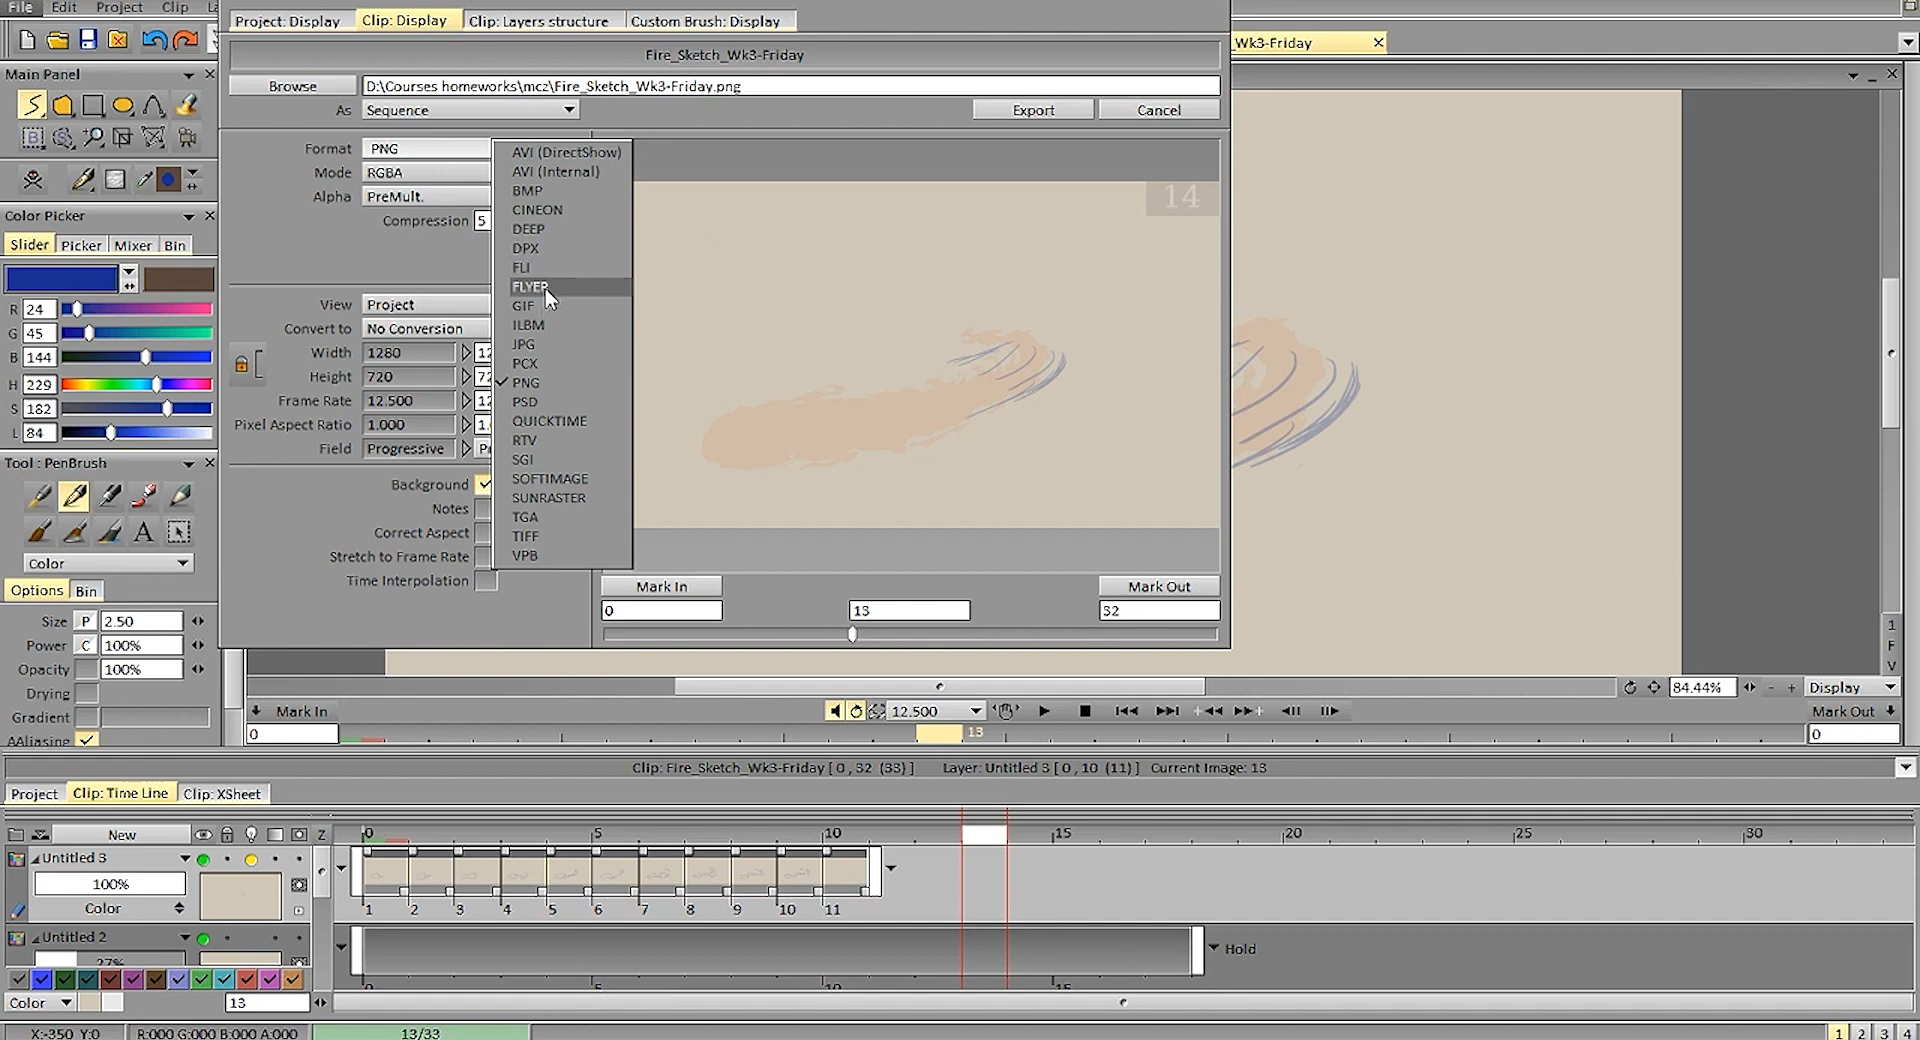 File Edit Project Clip
Project: Display Clip: Display Clip: Layers structure Custom Brush: Display
Wk3-Friday
Fire_Sketch_Wk3-Friday
Main Panel
Browse D:\Courses homeworks\mcz\Fire_Sketch_Wk3-Friday.png
As Sequence Export Cancel
Format PNG
Mode RGBA
Alpha PreMult.
Compression 5
AVI (DirectShow)
AVI (Internal)
BMP
CINEON
DEEP
DPX
FLI
FLYER
GIF
ILBM
JPG
PCX
PNG
PSD
QUICKTIME
RTV
SGI
SOFTIMAGE
SUNRASTER
TGA
TIFF
VPB
14
Color Picker
Slider Picker Mixer Bin
R 24
G 45
B 144
H 229
S 182
L 84
View Project
Convert to No Conversion
Width 1280
Height 720
Frame Rate 12.500
Pixel Aspect Ratio 1.000
Field Progressive
Background
Notes
Correct Aspect
Stretch to Frame Rate
Time Interpolation
Mark In Mark Out
0 13 32
Tool : PenBrush
A
Color
Options Bin
Size P 2.50
Power C 100%
Opacity 100%
Drying
Gradient
AAliasing
1
F
V
84.44% - + Display
Mark In 12.500 Mark Out
0 13 0
Clip: Fire_Sketch_Wk3-Friday [ 0 , 32 (33) ] Layer: Untitled 3 [ 0 , 10 (11) ] Current Image: 13
Project Clip: Time Line Clip: XSheet
New Z 0 5 10 15 20 25 30
Untitled 3
100%
Color 1 2 3 4 5 6 7 8 9 10 11
Untitled 2
27%
Hold
0 5 10 15
Color 13
X:-350 Y:0 R:000 G:000 B:000 A:000 13/33 1 2 3 4